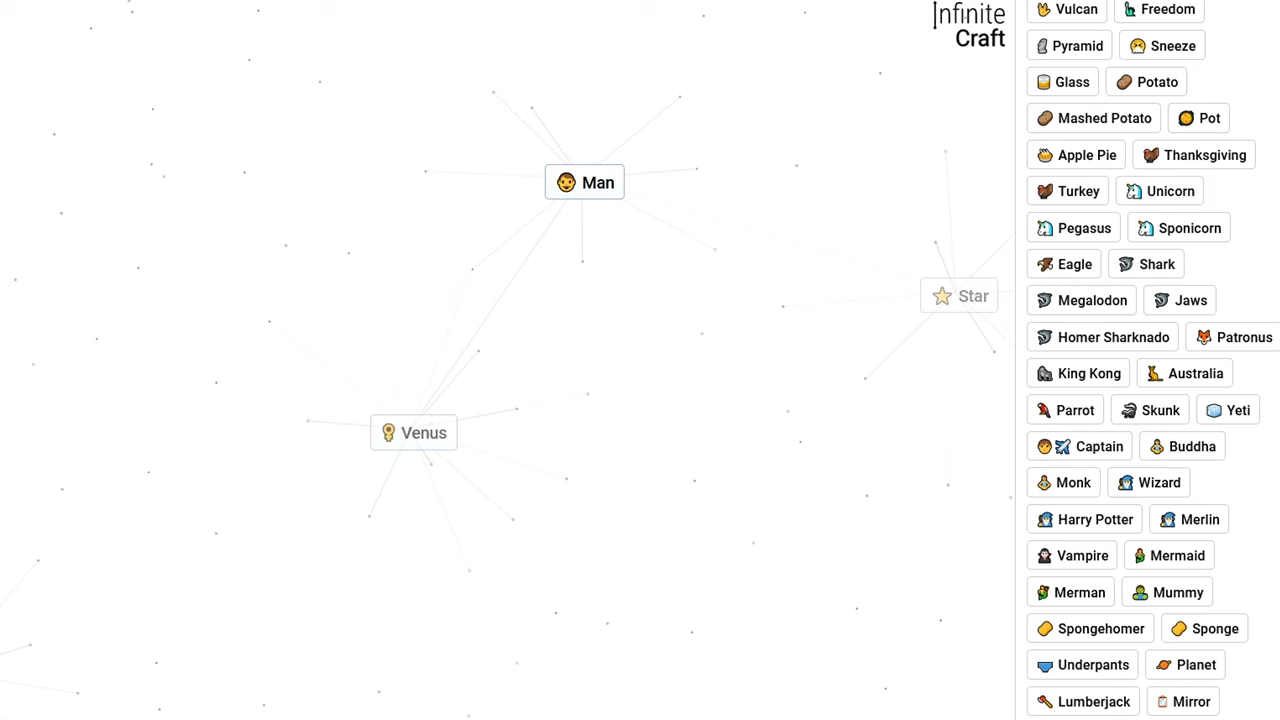 Infinite
Craft
Man
Star
Venus
Vulcan
Freedom
Pyramid
Sneeze
Glass
Potato
Mashed Potato
Pot
Apple Pie
Thanksgiving
Turkey
Unicorn
Pegasus
Sponicorn
Eagle
Shark
Megalodon
Jaws
Homer Sharknado
Patronus
King Kong
Australia
Parrot
Skunk
Yeti
Captain
Buddha
Monk
Wizard
Harry Potter
Merlin
Vampire
Mermaid
Merman
Mummy
Spongehomer
Sponge
Underpants
Planet
Lumberjack
Mirror